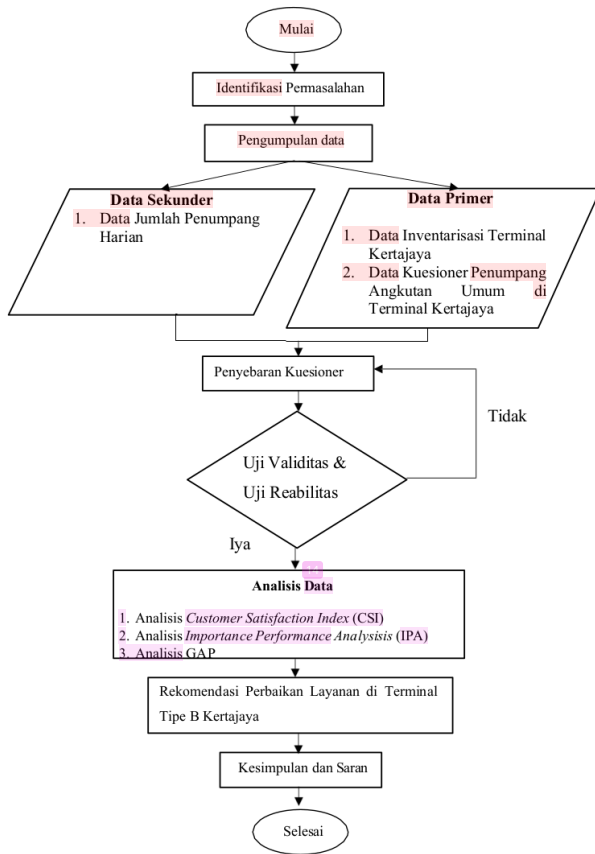 Mulai
Identifikasi Permasalahan
Pengumpulan data
Data Sekunder
1. Data Jumlah Penumpang
Harian
Data Primer
1. Data Inventarisasi Terminal
Kertajaya
2. Data Kuesioner Penumpang
Angkutan Umum di
Terminal Kertajaya
Penyebaran Kuesioner
Tidak
Uji Validitas &
Uji Reabilitas
Iya
14
Analisis Data
1. Analisis Customer Satisfaction Index (CSI)
2. Analisis Importance Performance Analysisis (IPA)
3. Analisis GAP
Rekomendasi Perbaikan Layanan di Terminal
Tipe B Kertajaya
Kesimpulan dan Saran
Selesai